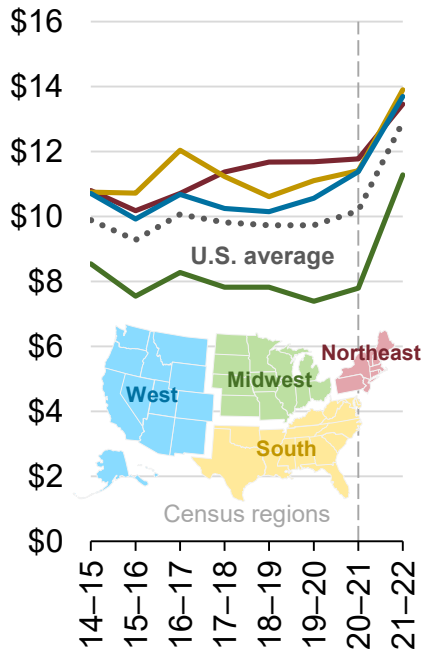 $16
$14
$12
$10
U.S. average
$8
$6
Northeast
West
Midwest
$4
South
$2
Census regions
$0
14–15
15–16
16–17
17–18
18–19
19–20
20–21
21–22